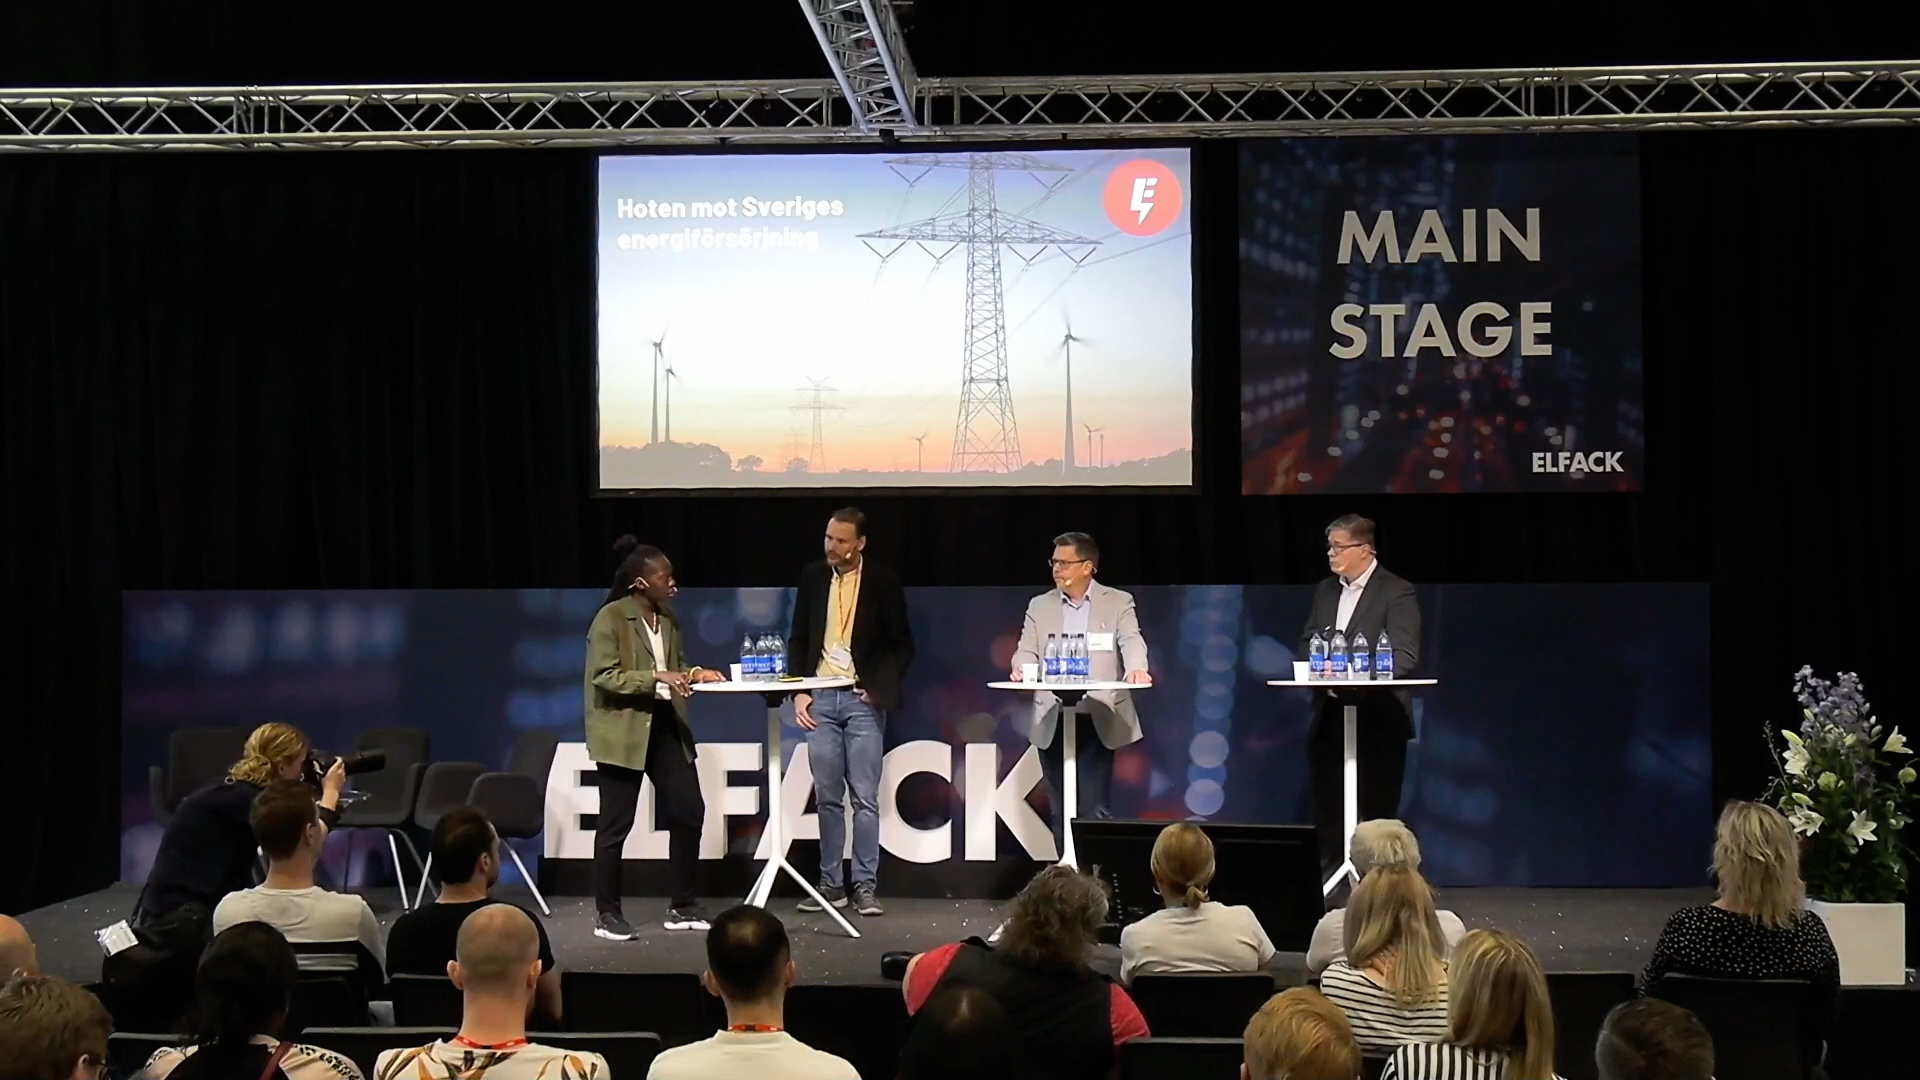 Hoten mot Sveriges
energiförsörjning
E
MAIN
STAGE
ELFACK
ELFACK